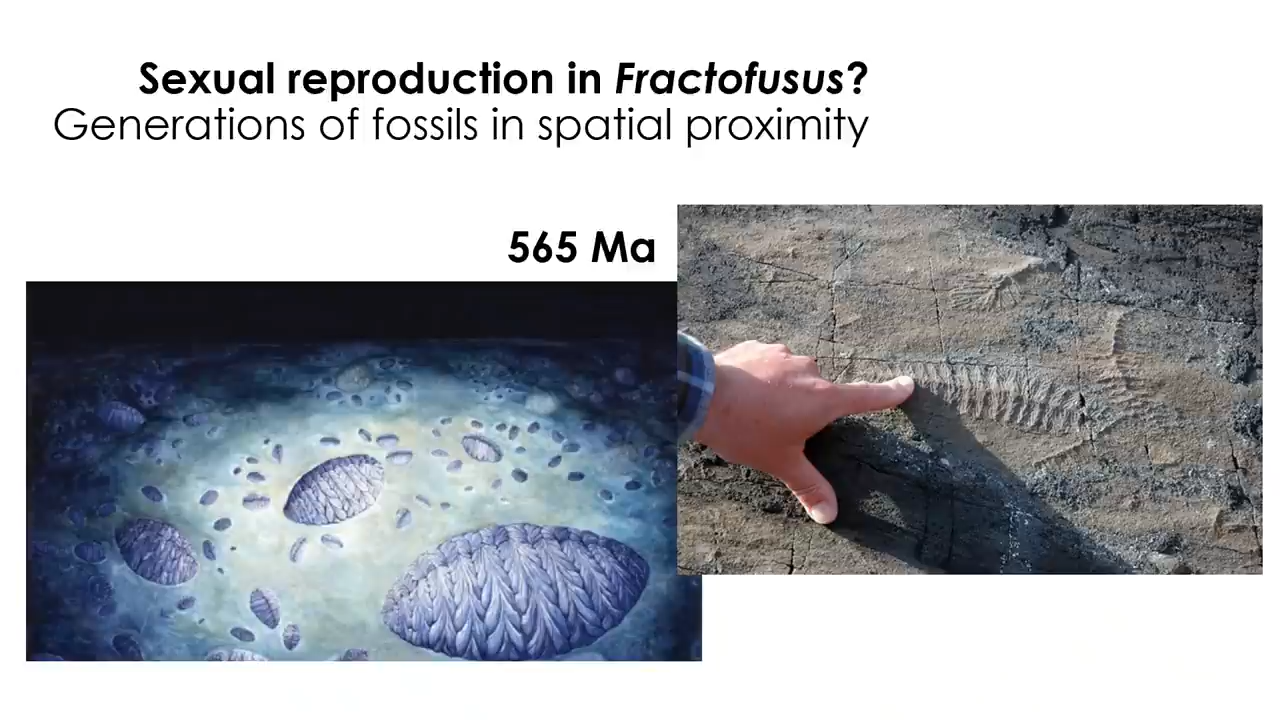 Sexual reproduction in Fractofusus?
Generations of fossils in spatial proximity
565 Ma